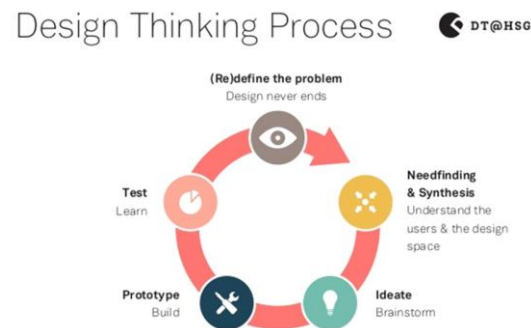 Design Thinking Process
DT@HSG
(Re)define the problem
Design never ends
Needfinding
& Synthesis
Understand the
users & the design
space
Ideate
Brainstorm
Prototype
Build
Test
Learn